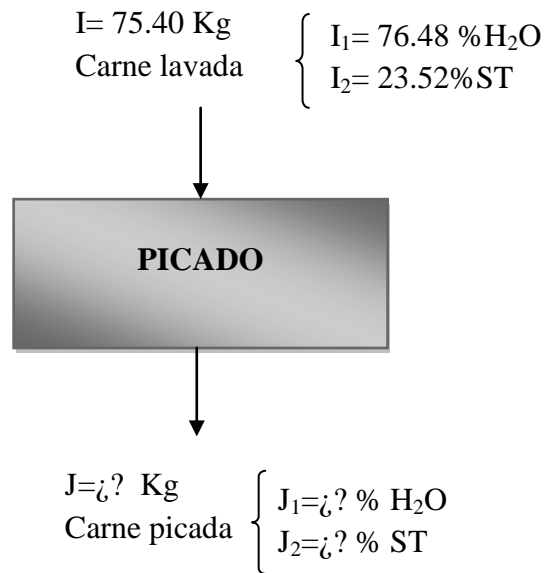 I= 75.40 Kg
Carne lavada
I₁= 76.48 %H₂O
I₂= 23.52%ST
PICADO
J=¿? Kg
Carne picada
J₁=¿? % H₂O
J₂=¿? % ST